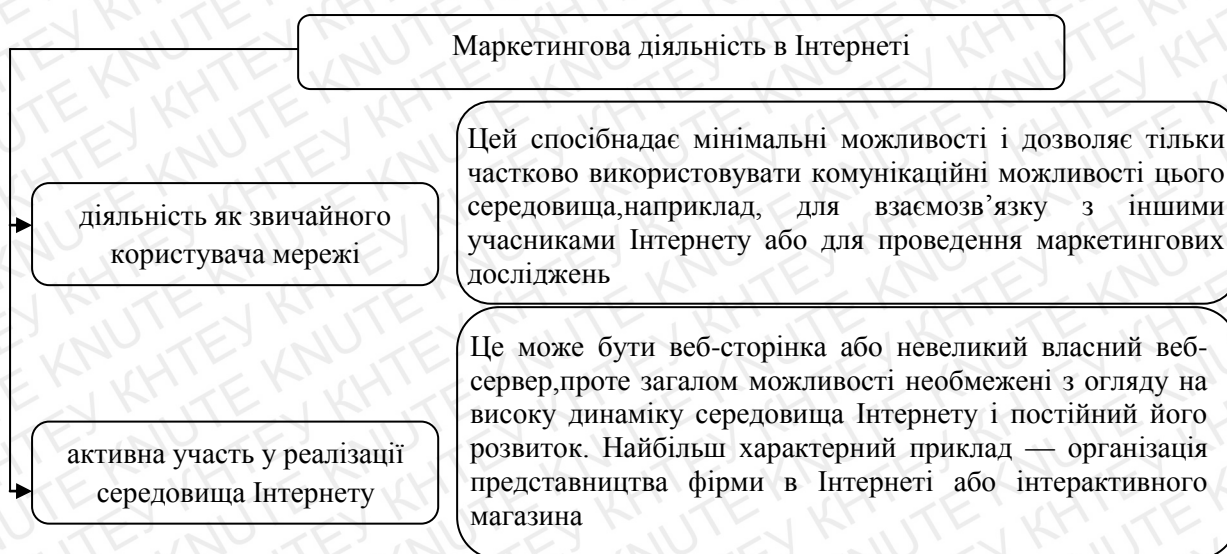 Маркетингова діяльність в Інтернеті
Цей спосібнадає мінімальні можливості і дозволяє тільки
частково використовувати комунікаційні можливості цього
середовища,наприклад, для взаємозв’язку з іншими
учасниками Інтернету або для проведення маркетингових
досліджень
діяльність як звичайного
користувача мережі
Це може бути веб-сторінка або невеликий власний веб-
сервер,проте загалом можливості необмежені з огляду на
високу динаміку середовища Інтернету і постійний його
розвиток. Найбільш характерний приклад — організація
представництва фірми в Інтернеті або інтерактивного
магазина
активна участь у реалізації
середовища Інтернету